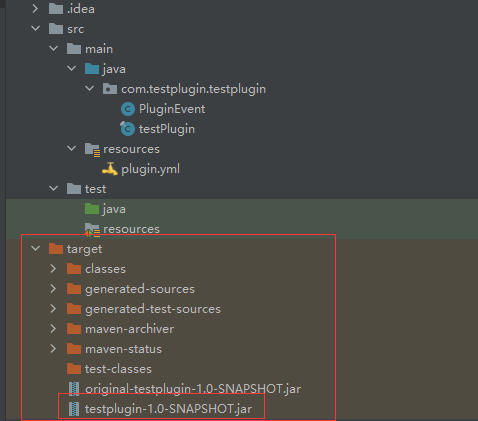 .idea
src
main
java
com.testplugin.testplugin
PluginEvent
testPlugin
resources
plugin.yml
test
java
resources
target
classes
generated-sources
generated-test-sources
maven-archiver
maven-status
test-classes
original-testplugin-1.0-SNAPSHOT.jar
testplugin-1.0-SNAPSHOT.jar